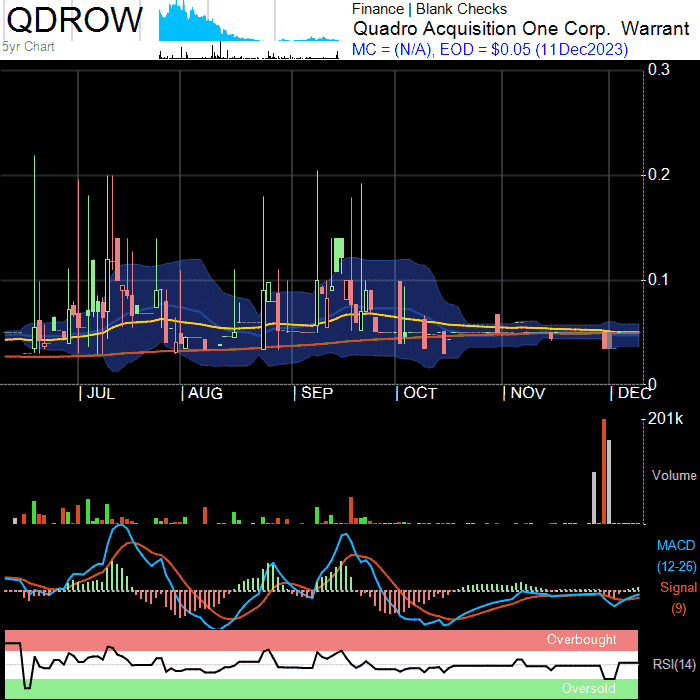 QDROW
5yr Chart
Finance | Blank Checks
Quadro Acquisition One Corp. Warrant
MC = (N/A), EOD = $0.05 (11Dec2023)
0.3
0.2
0.1
0
| JUL
| AUG
| SEP
| OCT
| NOV
| DEC
201k
Volume
MACD
(12-26)
Signal
(9)
Overbought
RSI(14)
Oversold